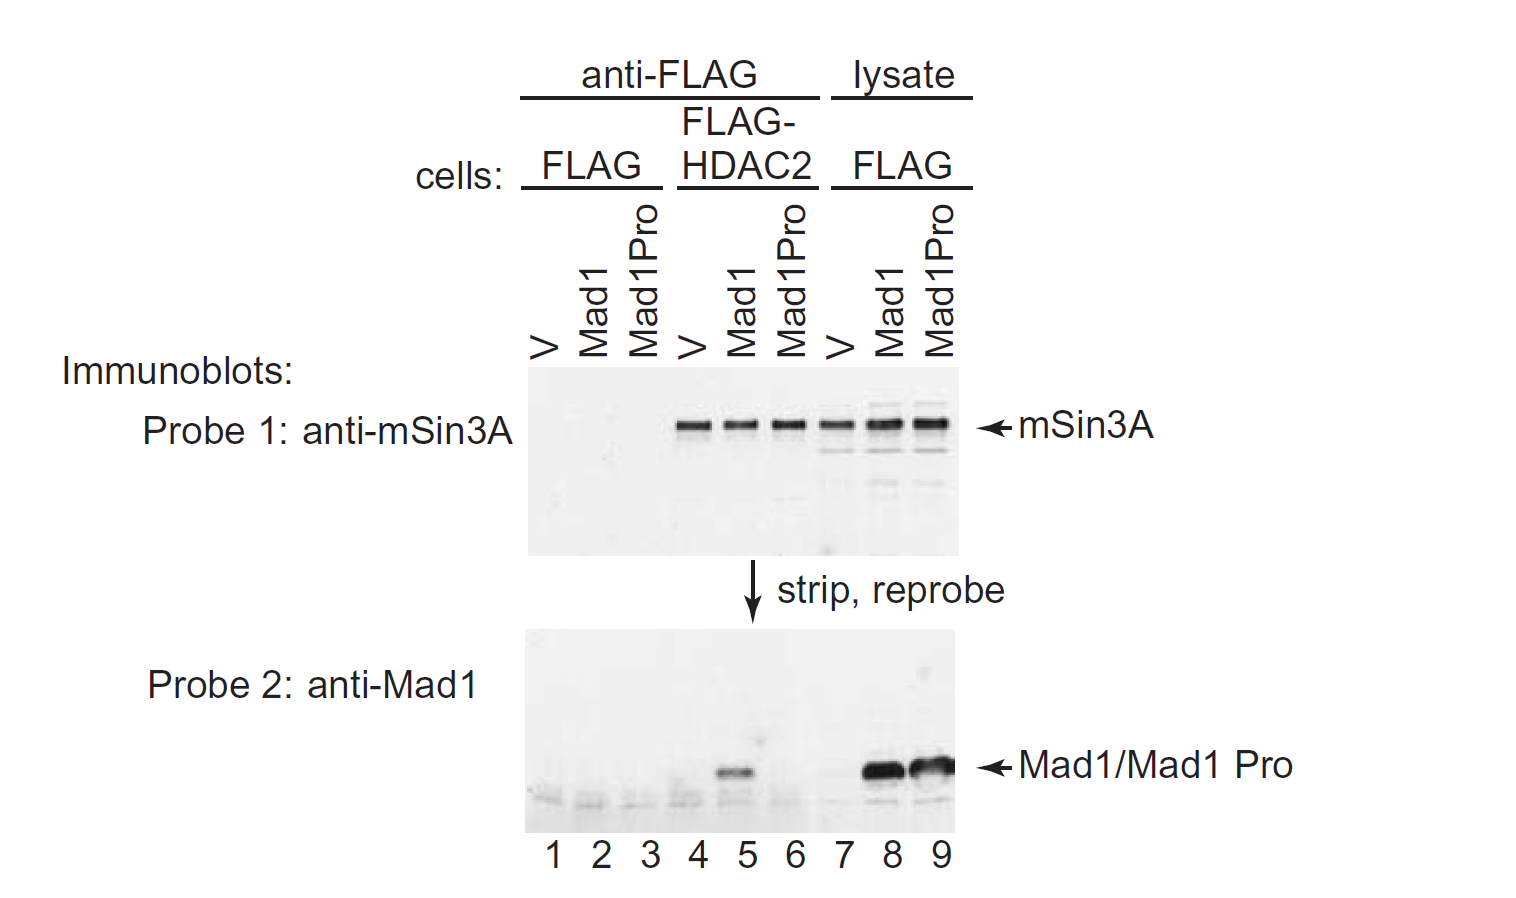 anti-FLAG lysate
FLAG-
cells: FLAG HDAC2 FLAG
V Mad1 Mad1Pro V Mad1 Mad1Pro V Mad1 Mad1Pro
Immunoblots:
Probe 1: anti-mSin3A mSin3A
strip, reprobe
Probe 2: anti-Mad1
Mad1/Mad1 Pro
1 2 3 4 5 6 7 8 9